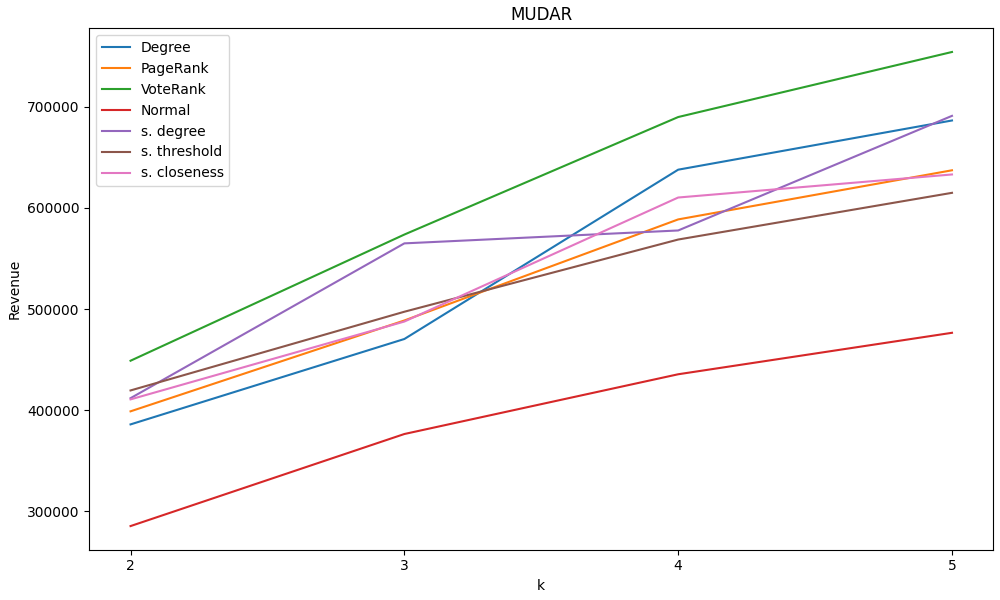 MUDAR
Degree
PageRank
VoteRank
Normal
s. degree
s. threshold
s. closeness
Revenue
700000
600000
500000
400000
300000
2 3 4 5
k